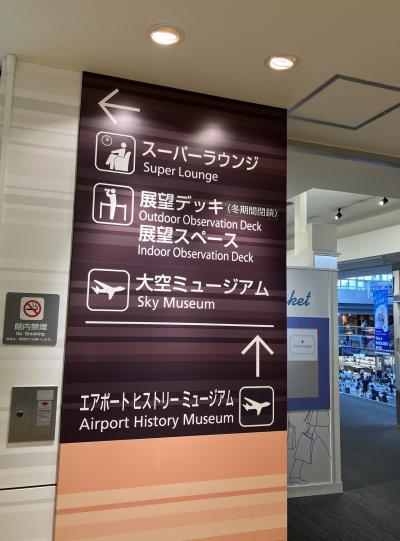 スーパーラウンジ
Super Lounge
展望デッキ（冬期間閉鎖）
Outdoor Observation Deck
展望スペース
Indoor Observation Deck
大空ミュージアム
Sky Museum
エアポート ヒストリー ミュージアム
Airport History Museum
館内禁煙
No Smoking
ket